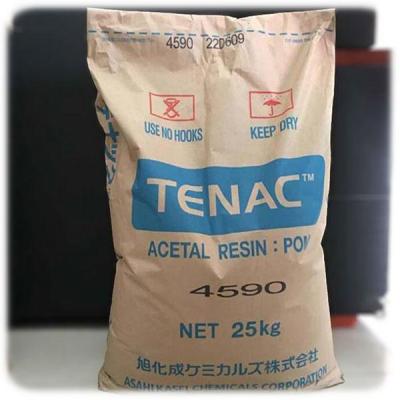 4590 220609
USE NO HOOKS
KEEP DRY
TENAC™
ACETAL RESIN : POM
4590
NET 25kg
旭化成ケミカルズ株式会社
ASAHI KASEI CHEMICALS CORPORATION